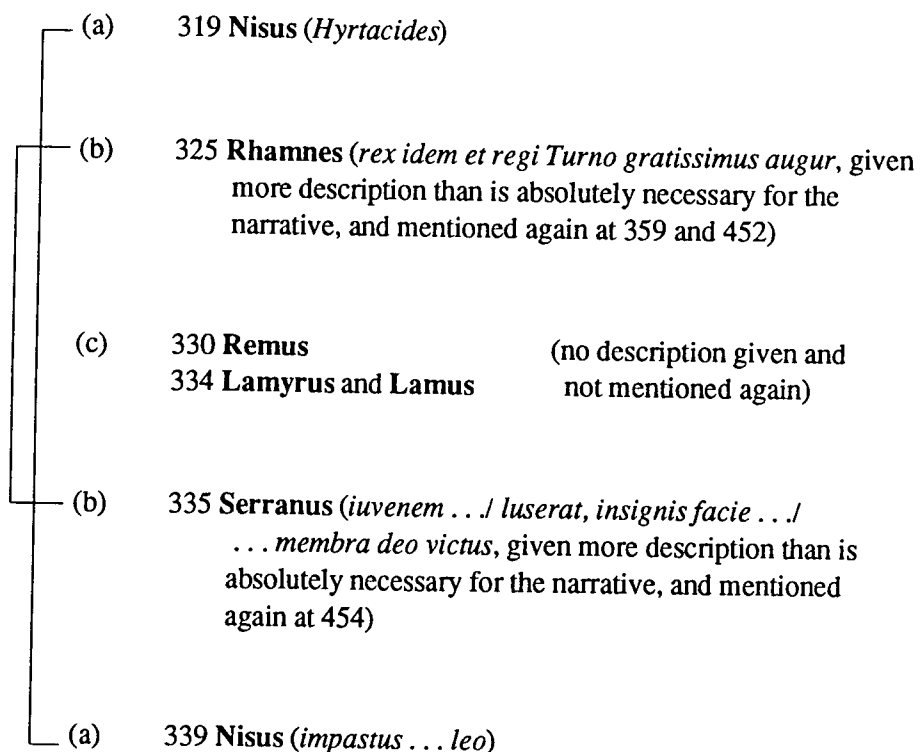 (a) 319 Nisus (Hyrtacides)
(b) 325 Rhamnes (rex idem et regi Turno gratissimus augur, given
more description than is absolutely necessary for the
narrative, and mentioned again at 359 and 452)
(c) 330 Remus (no description given and
334 Lamyrus and Lamus not mentioned again)
(b) 335 Serranus (iuvenem . . ./ luserat, insignis facie . . ./
. . . membra deo victus, given more description than is
absolutely necessary for the narrative, and mentioned
again at 454)
(a) 339 Nisus (impastus . . . leo)